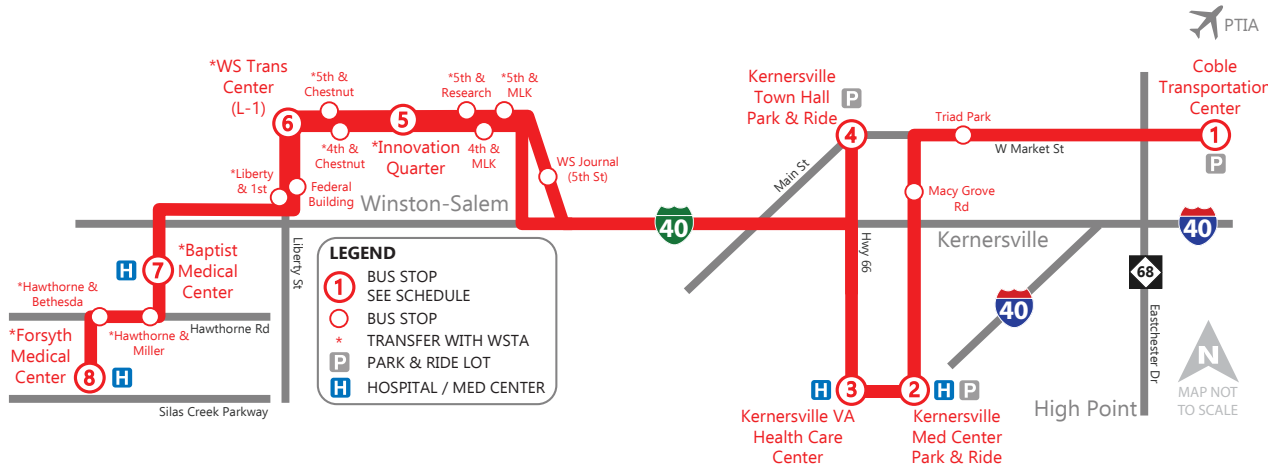 PTIA
Coble
Transportation
Center
1
P
W Market St
Triad Park
Macy Grove
Rd
Kernersville
Town Hall
Park & Ride
P
4
Main St
Hwy 66
Kernersville
40
40
40
68
Eastchester Dr
High Point
N
MAP NOT
TO SCALE
2
H
P
Kernersville
Med Center
Park & Ride
3
H
Kernersville VA
Health Care
Center
WS Journal
(5th St)
*5th &
MLK
*5th &
Research
4th &
MLK
5
*Innovation
Quarter
*5th &
Chestnut
*4th &
Chestnut
*WS Trans
Center
(L-1)
6
*Liberty
& 1st
Federal
Building
Winston-Salem
Liberty St
H
7
*Baptist
Medical
Center
*Hawthorne &
Bethesda
*Hawthorne &
Miller
Hawthorne Rd
*Forsyth
Medical
Center
8
H
Silas Creek Parkway
LEGEND
1
BUS STOP
SEE SCHEDULE
BUS STOP
* TRANSFER WITH WSTA
P PARK & RIDE LOT
H HOSPITAL / MED CENTER